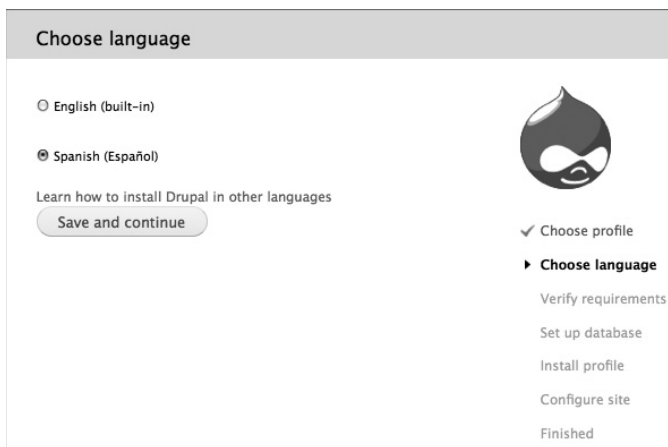 Choose language
English (built-in)
Spanish (Español)
Learn how to install Drupal in other languages
Save and continue
Choose profile
Choose language
Verify requirements
Set up database
Install profile
Configure site
Finished